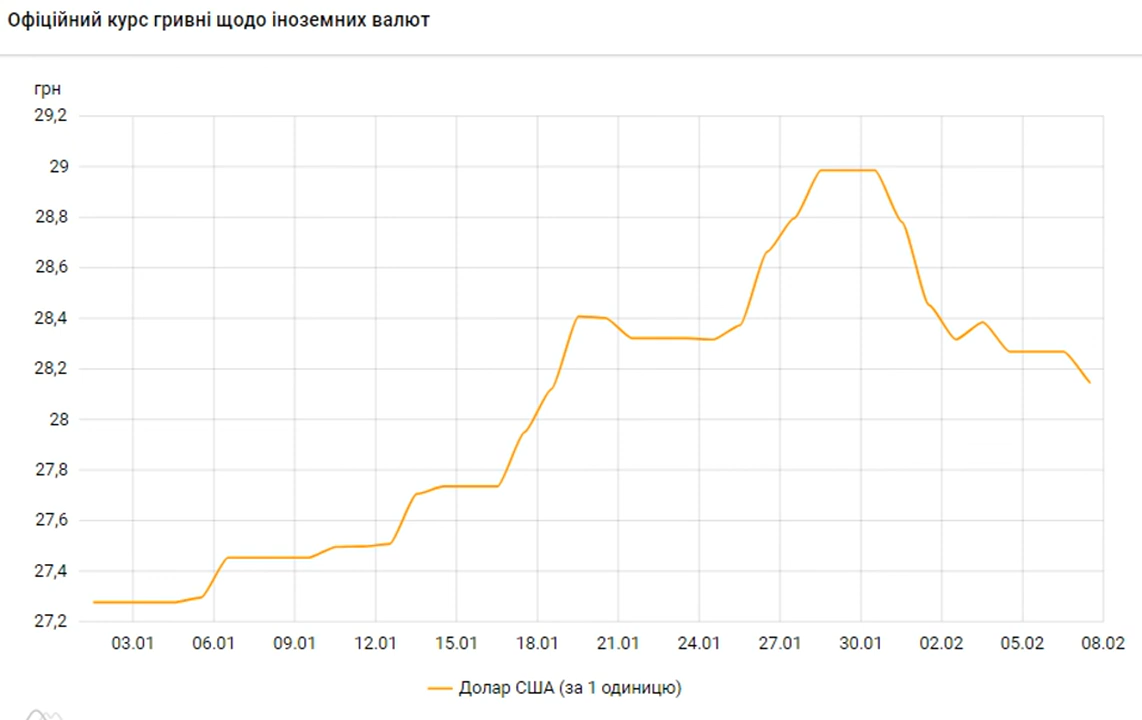 Офіційний курс гривні щодо іноземних валют
грн
29,2
29
28,8
28,6
28,4
28,2
28
27,8
27,6
27,4
27,2
03.01 06.01 09.01 12.01 15.01 18.01 21.01 24.01 27.01 30.01 02.02 05.02 08.02
Долар США (за 1 одиницю)